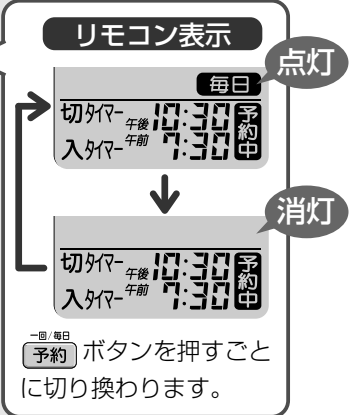 リモコン表示
点灯
毎日
切タイマー 午後 10:30 予約中
入タイマー 午前 7:30
消灯
切タイマー 午後 10:30 予約中
入タイマー 午前 7:30
一回/毎日
予約 ボタンを押すごと
に切り換わります。